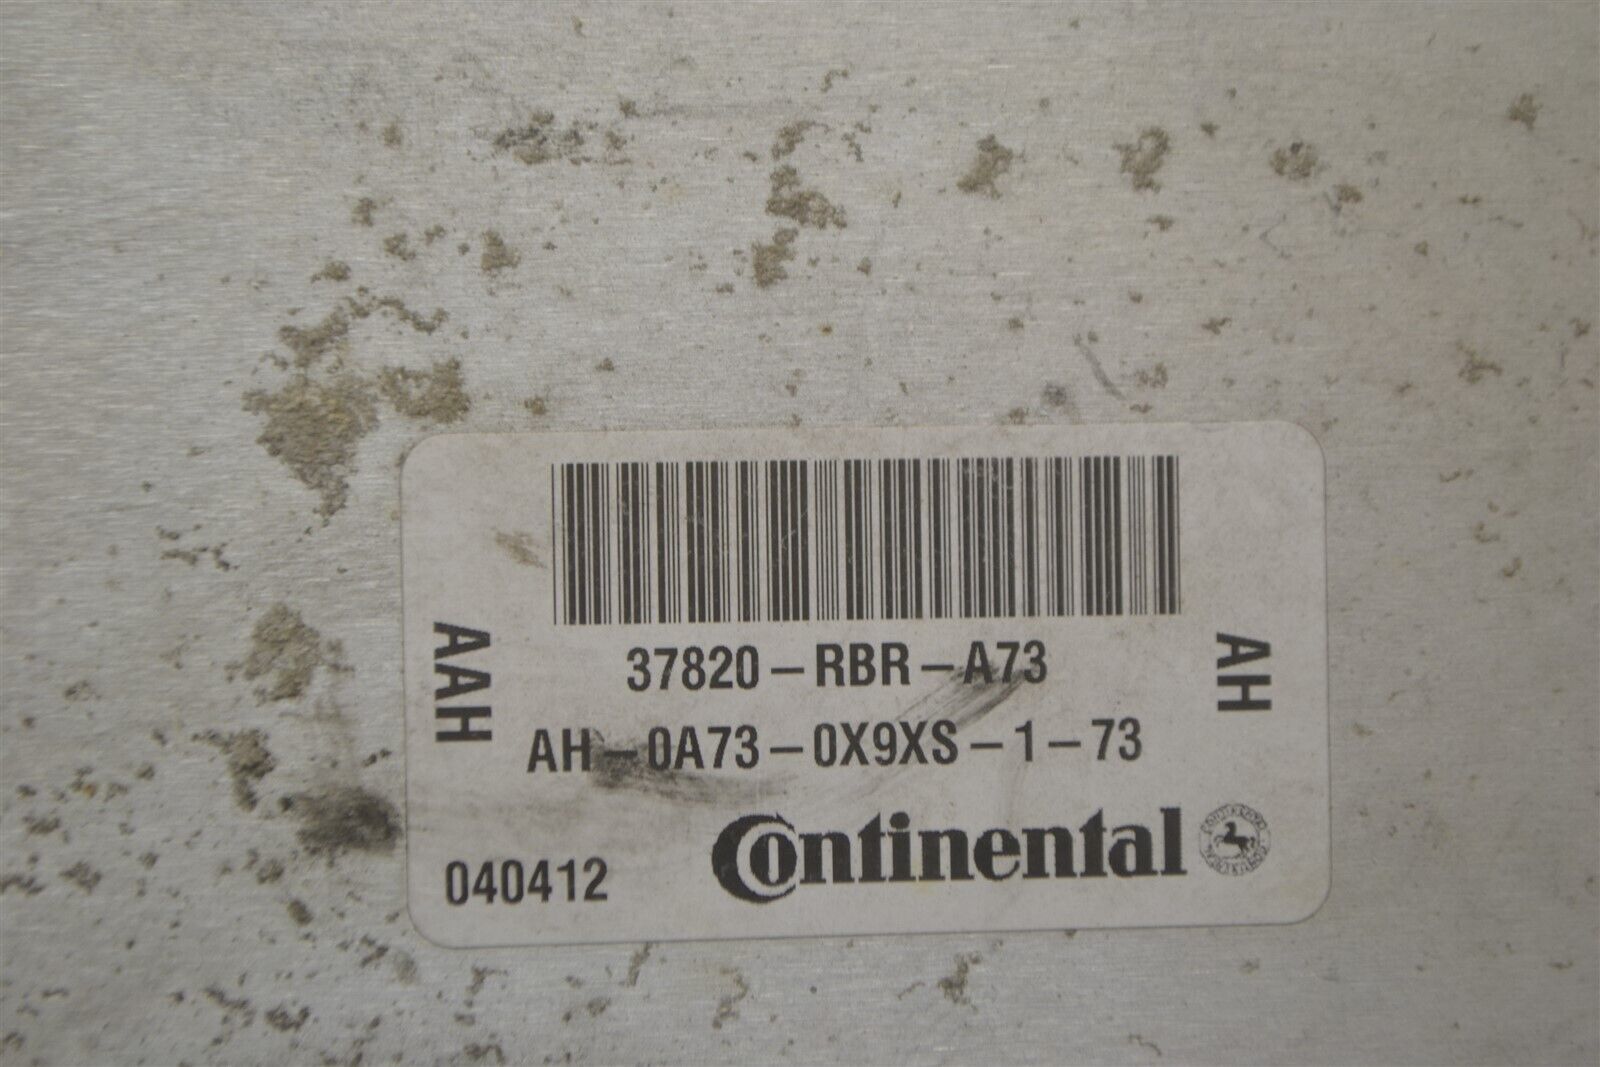 37820-RBR-A73
AAH
AH
AH-0A73-0X9XS-1-73
Continental
040412